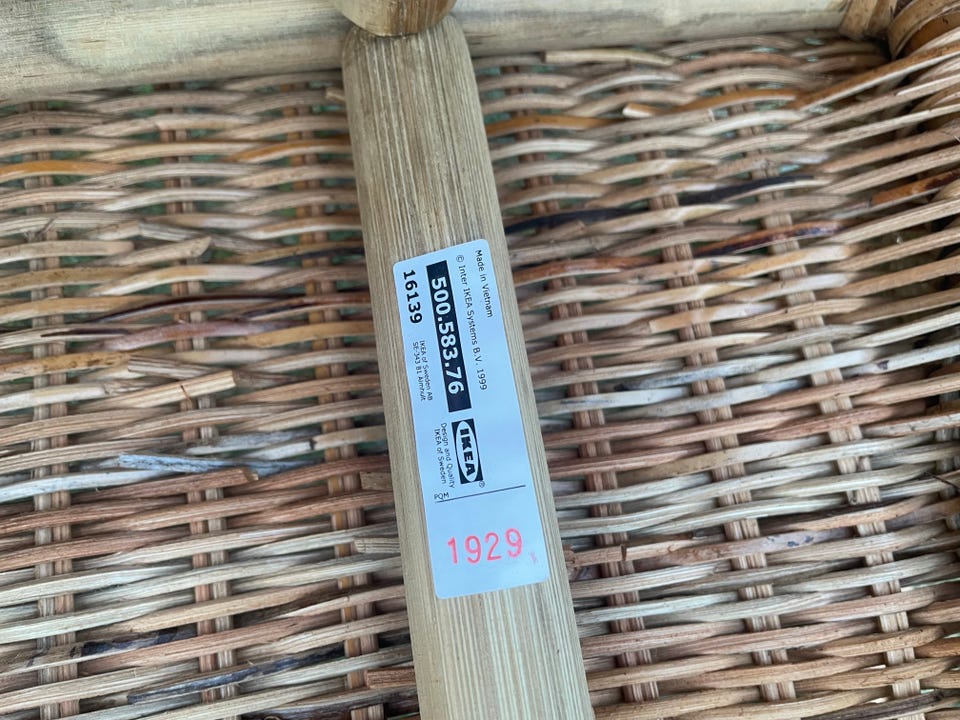 Made in Vietnam
© Inter IKEA Systems B.V. 1999
500.583.76
16139
IKEA of Sweden AB
SE-343 81 Älmhult
IKEA®
Design and Quality
IKEA of Sweden
PQM
1929